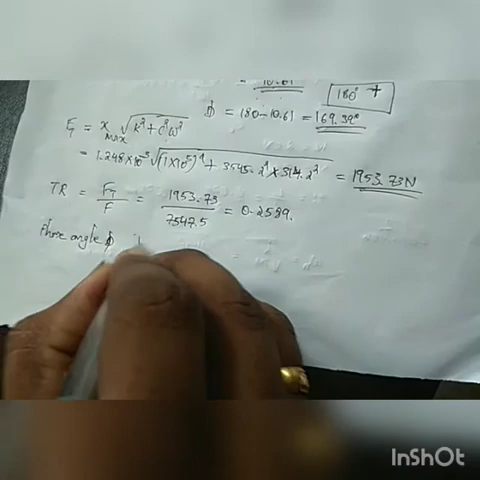 10.61
180° +
F_T = x_max √(k² + c²ω²) φ = 180 - 10.61 = 169.39°
= 1.248×10⁻³ √((1×10⁶)² + 3545.2² × 314.2²) = 1953.73N
TR = F_T/F = 1953.73/7547.5 = 0.2589.
Phase angle φ
InShOt